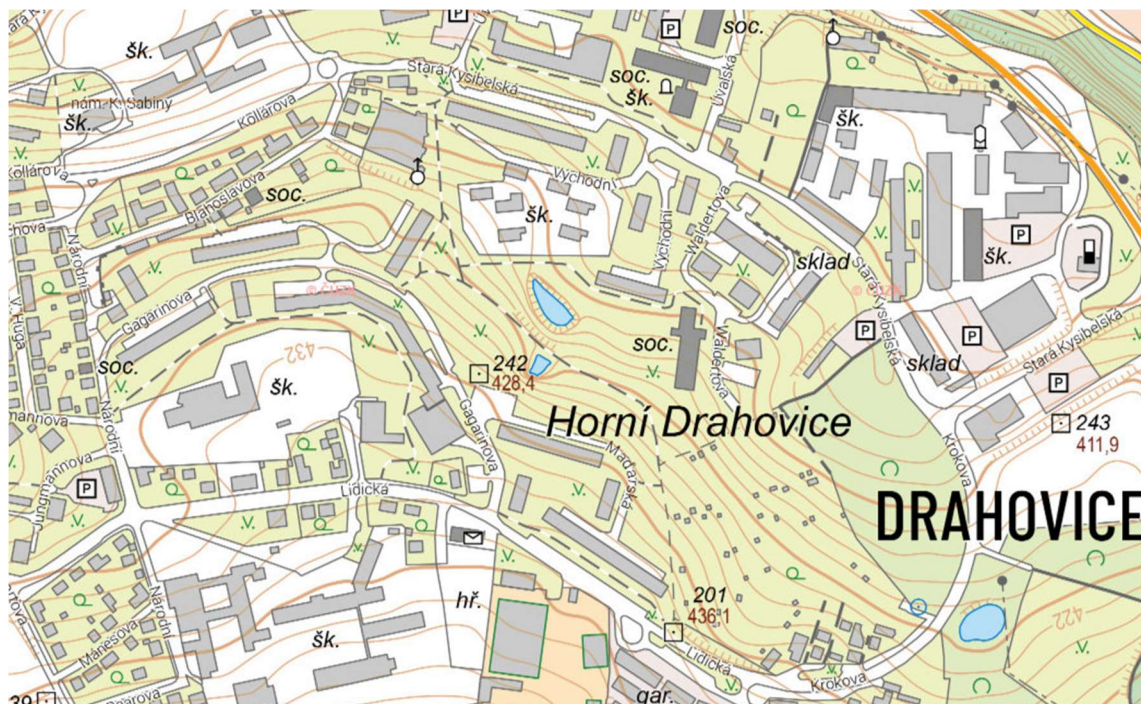 šk.
P
P
soc.
P
Stará Kysibelská
soc.
šk.
Úvalská
nám. K. Sabiny
šk.
Kollárova
šk.
Kollárova
Blahoslavova
soc.
Východní
šk.
Východní
Waldertova
sklad
Stará Kysibelská
P
šk.
Národní
V. Huga
Gagarinova
© ČÚZK
soc.
432
šk.
242
428,4
Gagarinova
soc.
Waldertova
P
P
sklad
Stará Kysibelská
P
243
411,9
Horní Drahovice
Maďarská
Krokova
DRAHOVICE
Národní
Jungmannova
P
Lidická
hř.
201
436,1
422
Mánesova
Národní
šk.
Lidická
Krokova
gar.